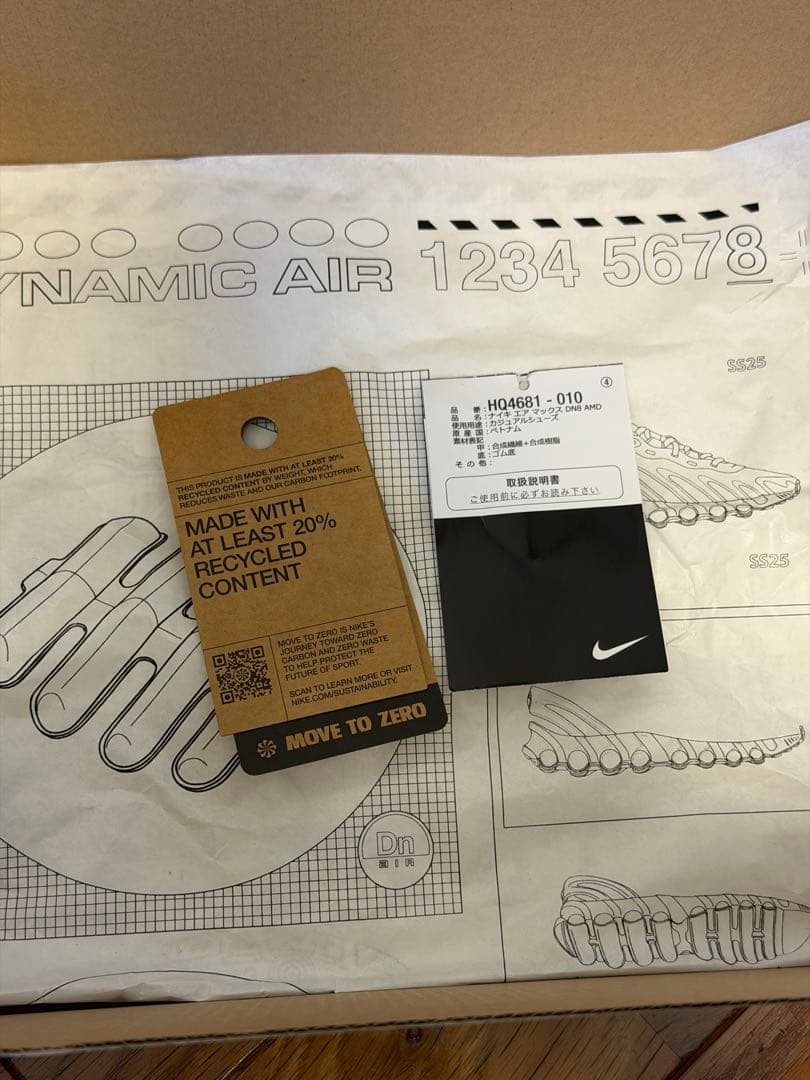 YNAMIC AIR
1234 5678 =
SS25
SS25
THIS PRODUCT IS MADE WITH AT LEAST 20%
RECYCLED CONTENT BY WEIGHT, WHICH
REDUCES WASTE AND OUR CARBON FOOTPRINT.
MADE WITH
AT LEAST 20%
RECYCLED
CONTENT
MOVE TO ZERO IS NIKE'S
JOURNEY TOWARD ZERO
CARBON AND ZERO WASTE
TO HELP PROTECT THE
FUTURE OF SPORT.
SCAN TO LEARN MORE OR VISIT
NIKE.COM/SUSTAINABILITY.
MOVE TO ZERO
④
品 番：HQ4681 - 010
品 名：ナイキ エア マックス DN8 AMD
使用用途：カジュアルシューズ
原 産 国：ベトナム
素材表記
甲：合成繊維＋合成樹脂
底：ゴム底
そ の 他：
取扱説明書
ご使用前に必ずお読み下さい
Dn
AIR